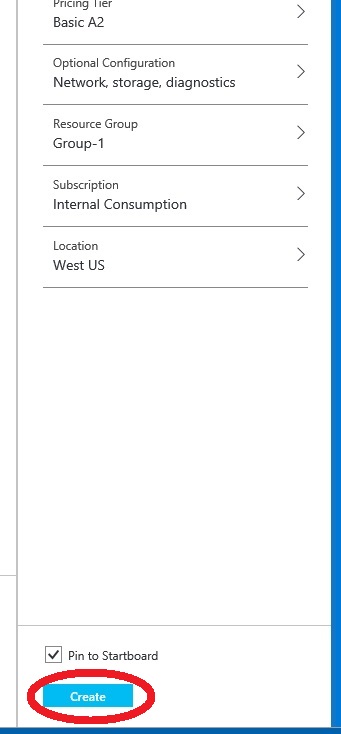 Pricing Tier
Basic A2
Optional Configuration
Network, storage, diagnostics
Resource Group
Group-1
Subscription
Internal Consumption
Location
West US
Pin to Startboard
Create